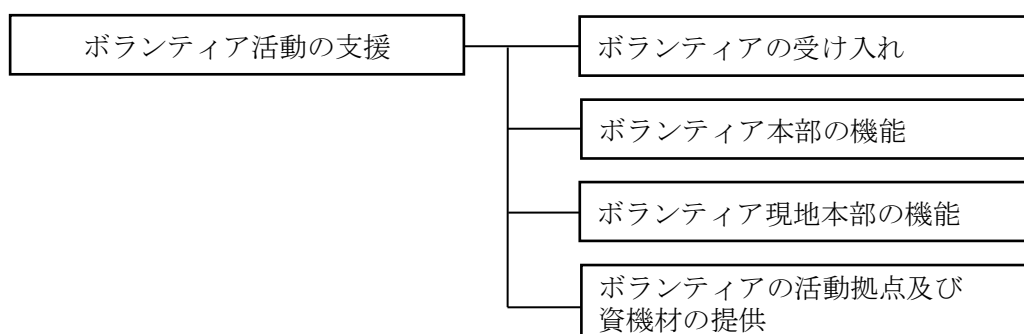 ボランティア活動の支援
ボランティアの受け入れ
ボランティア本部の機能
ボランティア現地本部の機能
ボランティアの活動拠点及び
資機材の提供